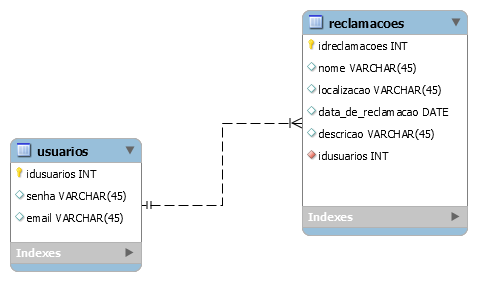 reclamacoes
idreclamacoes INT
nome VARCHAR(45)
localizacao VARCHAR(45)
data_de_reclamacao DATE
descricao VARCHAR(45)
idusuarios INT
Indexes
usuarios
idusuarios INT
senha VARCHAR(45)
email VARCHAR(45)
Indexes